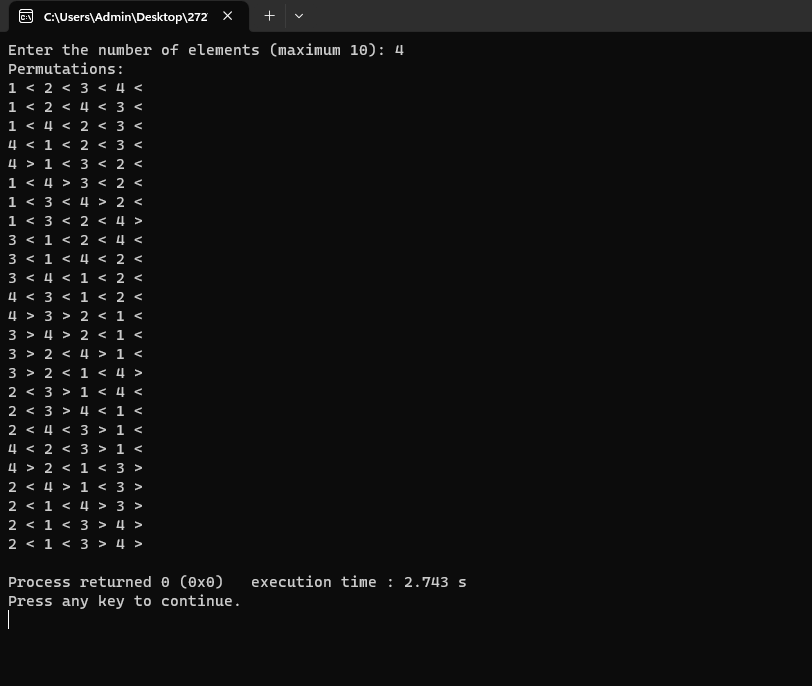 C:\Users\Admin\Desktop\272
Enter the number of elements (maximum 10): 4
Permutations:
1 < 2 < 3 < 4 <
1 < 2 < 4 < 3 <
1 < 4 < 2 < 3 <
4 < 1 < 2 < 3 <
4 > 1 < 3 < 2 <
1 < 4 > 3 < 2 <
1 < 3 < 4 > 2 <
1 < 3 < 2 < 4 >
3 < 1 < 2 < 4 <
3 < 1 < 4 < 2 <
3 < 4 < 1 < 2 <
4 < 3 < 1 < 2 <
4 > 3 > 2 < 1 <
3 > 4 > 2 < 1 <
3 > 2 < 4 > 1 <
3 > 2 < 1 < 4 >
2 < 3 > 1 < 4 <
2 < 3 > 4 < 1 <
2 < 4 < 3 > 1 <
4 < 2 < 3 > 1 <
4 > 2 < 1 < 3 >
2 < 4 > 1 < 3 >
2 < 1 < 4 > 3 >
2 < 1 < 3 > 4 >
2 < 1 < 3 > 4 >
Process returned 0 (0x0)   execution time : 2.743 s
Press any key to continue.